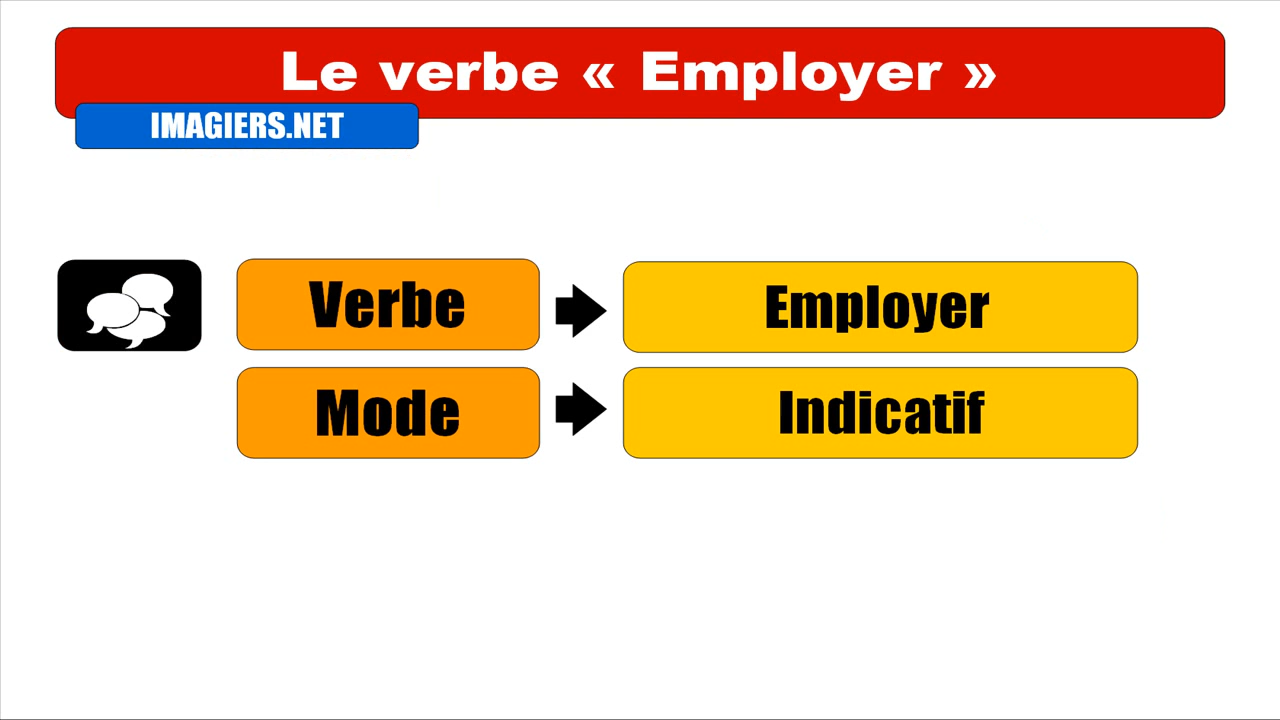 Le verbe « Employer »
IMAGIERS.NET
Verbe Employer
Mode Indicatif